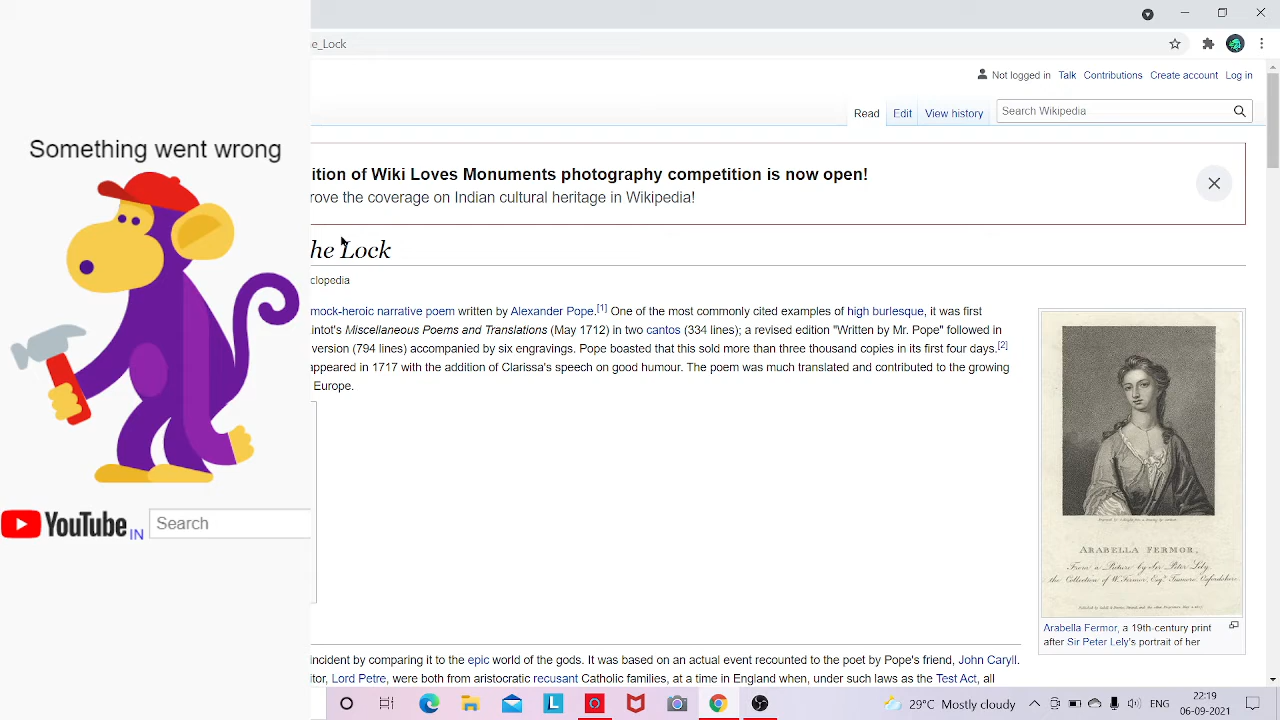 e_Lock
Not logged in Talk Contributions Create account Log in
Read Edit View history Search Wikipedia
Something went wrong
ition of Wiki Loves Monuments photography competition is now open!
rove the coverage on Indian cultural heritage in Wikipedia!
he Lock
clopedia
mock-heroic narrative poem written by Alexander Pope.[1] One of the most commonly cited examples of high burlesque, it was first
intot's Miscellaneous Poems and Translations (May 1712) in two cantos (334 lines); a revised edition "Written by Mr. Pope" followed in
version (794 lines) accompanied by six engravings. Pope boasted that this sold more than three thousand copies in its first four days.[2]
appeared in 1717 with the addition of Clarissa's speech on good humour. The poem was much translated and contributed to the growing
Europe.
YouTube IN Search
ARABELLA FERMOR,
From a Picture by Sir Peter Lely
Arabella Fermor, a 19th-century print
after Sir Peter Lely's portrait of her
incident by comparing it to the epic world of the gods. It was based on an actual event recounted to the poet by Pope's friend, John Caryll.
itor, Lord Petre, were both from aristocratic recusant Catholic families, at a time in England when, under such laws as the Test Act, all
29°C Mostly cloudy
22:19
06-09-2021